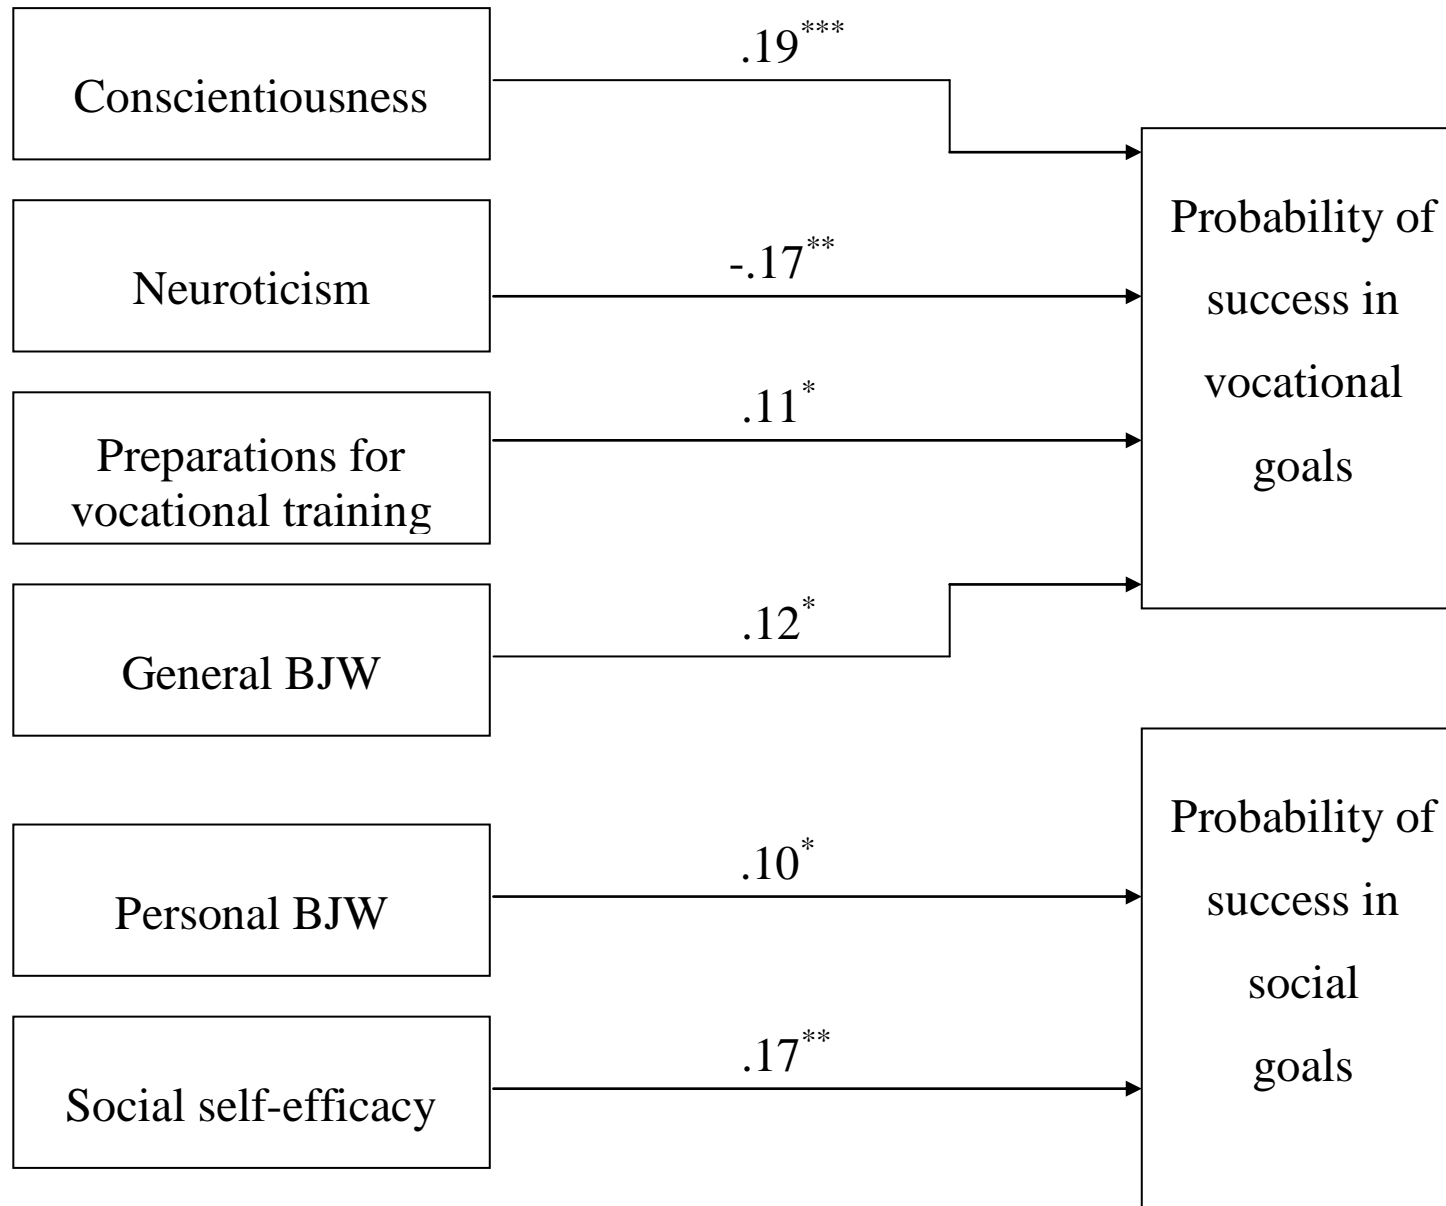 Conscientiousness
.19***
Neuroticism
-.17**
Preparations for
vocational training
.11*
General BJW
.12*
Probability of
success in
vocational
goals
Personal BJW
.10*
Social self-efficacy
.17**
Probability of
success in
social
goals